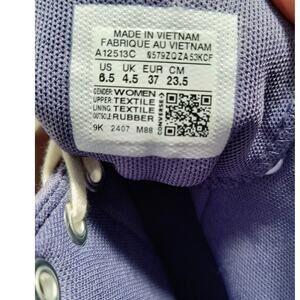 MADE IN VIETNAM
FABRIQUE AU VIETNAM
A12513C 0579ZQZA53KCF
US UK EUR CM
6.5 4.5 37 23.5
GENDER WOMEN
UPPER TEXTILE
LINING TEXTILE
OUTSOLE RUBBER
CONVERSE
9K 2407 M88